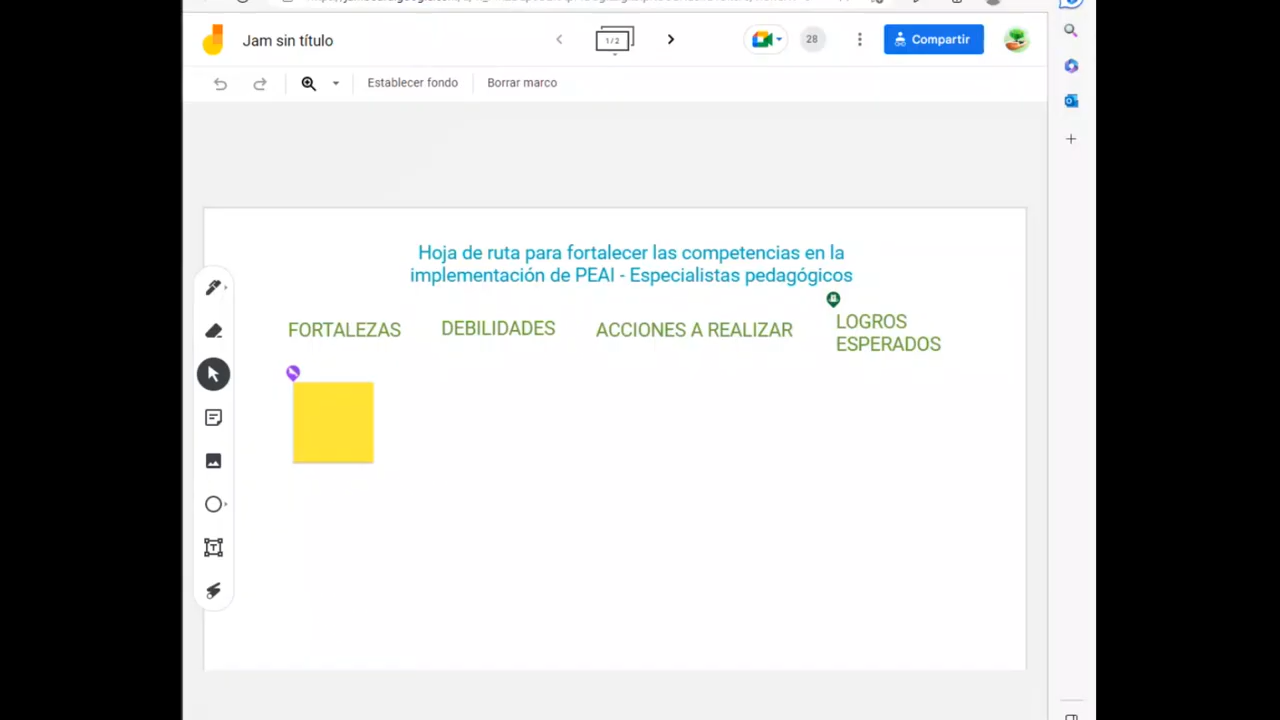 Jam sin título
1/2
28
Compartir
Establecer fondo
Borrar marco
Hoja de ruta para fortalecer las competencias en la
implementación de PEAI - Especialistas pedagógicos
FORTALEZAS
DEBILIDADES
ACCIONES A REALIZAR
LOGROS
ESPERADOS